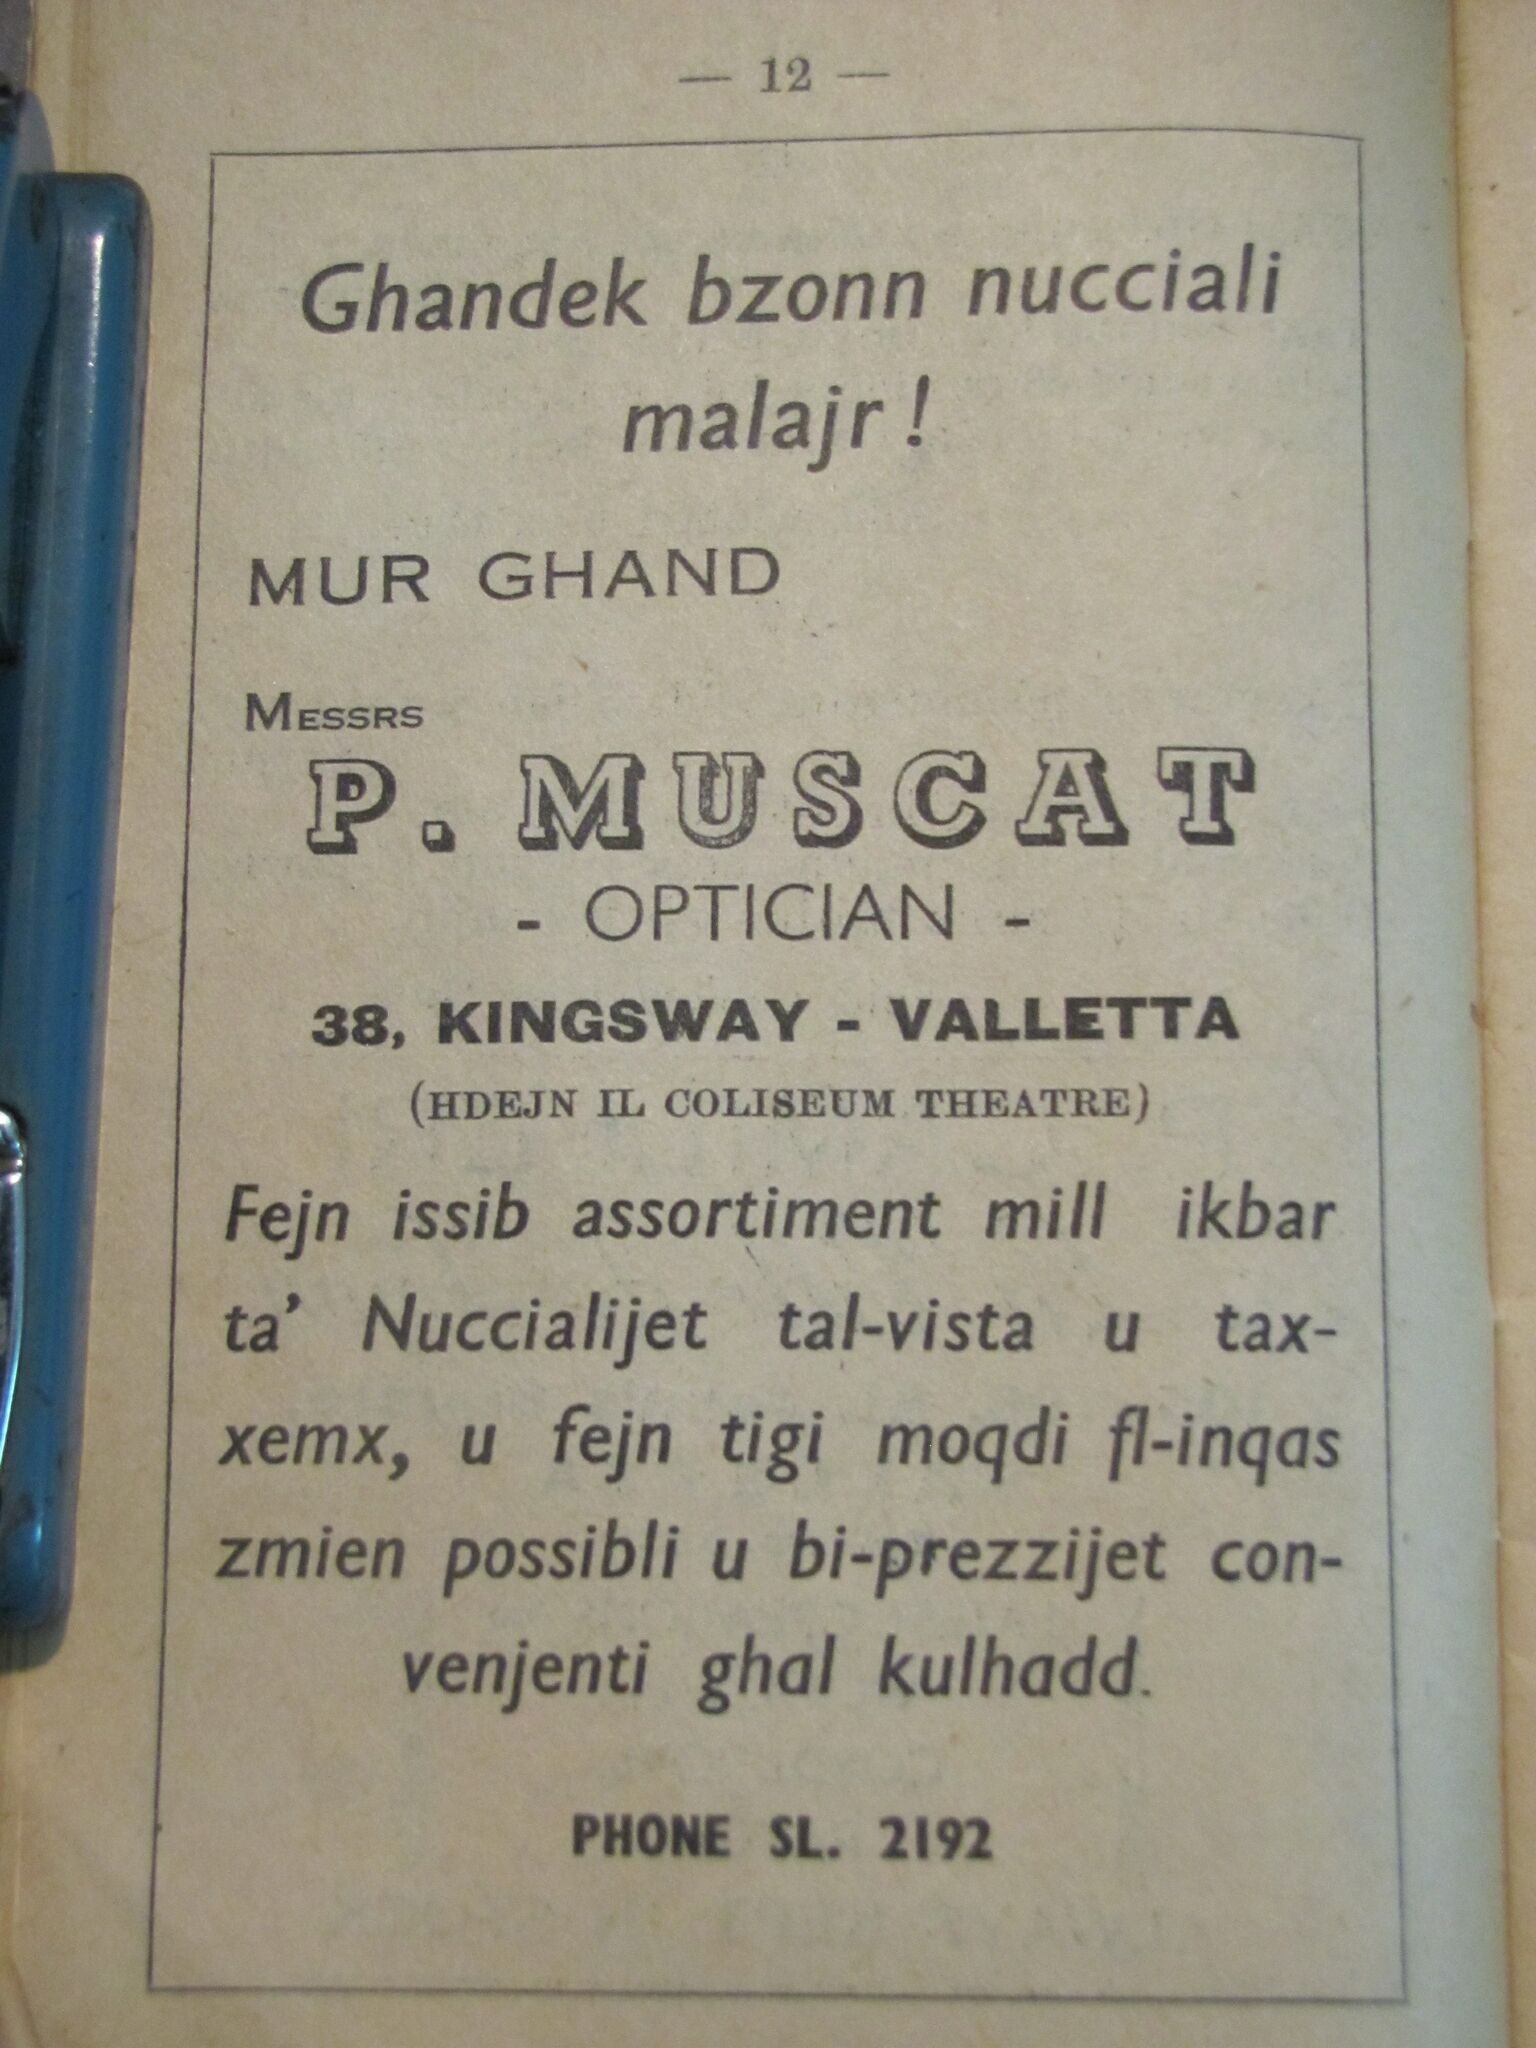 — 12 —
Ghandek bzonn nucciali
malajr !
MUR GHAND
MESSRS
P. MUSCAT
- OPTICIAN -
38, KINGSWAY - VALLETTA
(HDEJN IL COLISEUM THEATRE)
Fejn issib assortiment mill ikbar
ta’ Nuccialijet tal-vista u tax-
xemx, u fejn tigi moqdi fl-inqas
zmien possibli u bi-prezzijet con-
venjenti ghal kulhadd.
PHONE SL. 2192